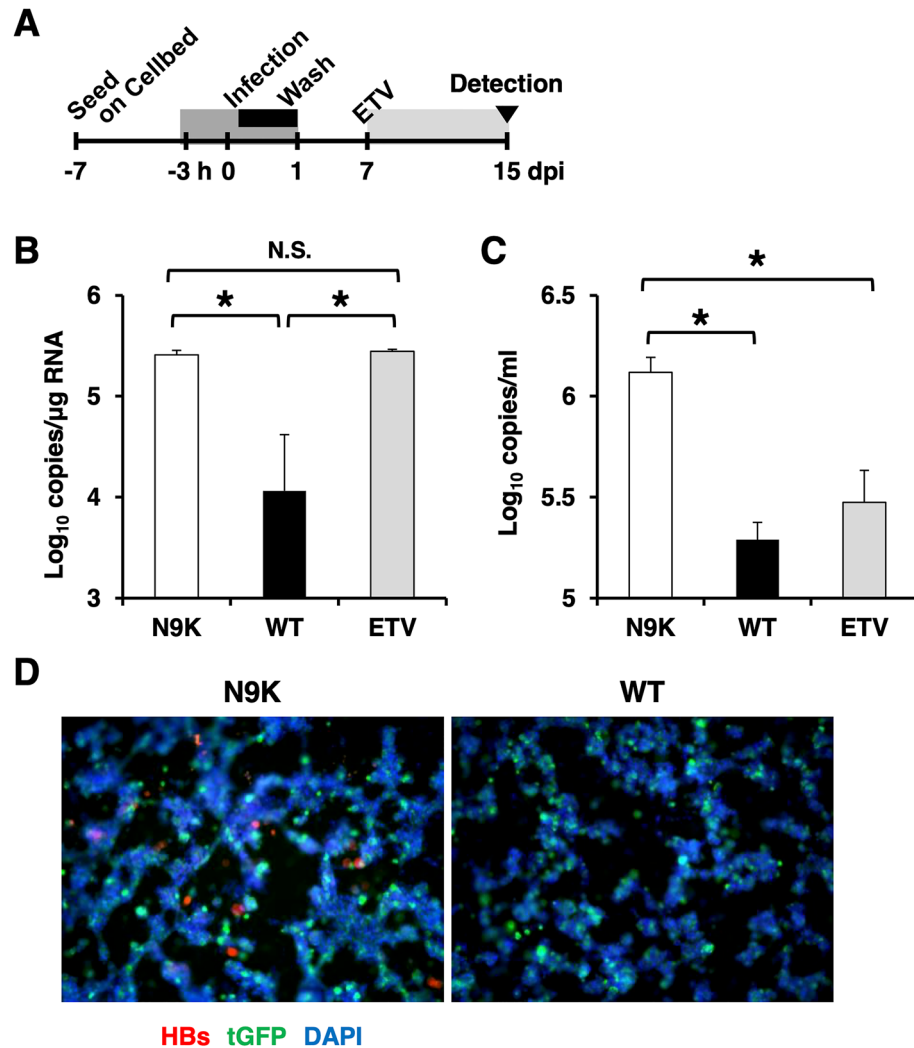 A
Seed
on Cellbed
Infection
Wash
ETV
Detection
-7 -3 h 0 1 7 15 dpi
B
N.S.
* *
Log10 copies/µg RNA
6
5
4
3
N9K WT ETV
C
*
*
Log10 copies/ml
6.5
6
5.5
5
N9K WT ETV
D
N9K WT
HBs tGFP DAPI